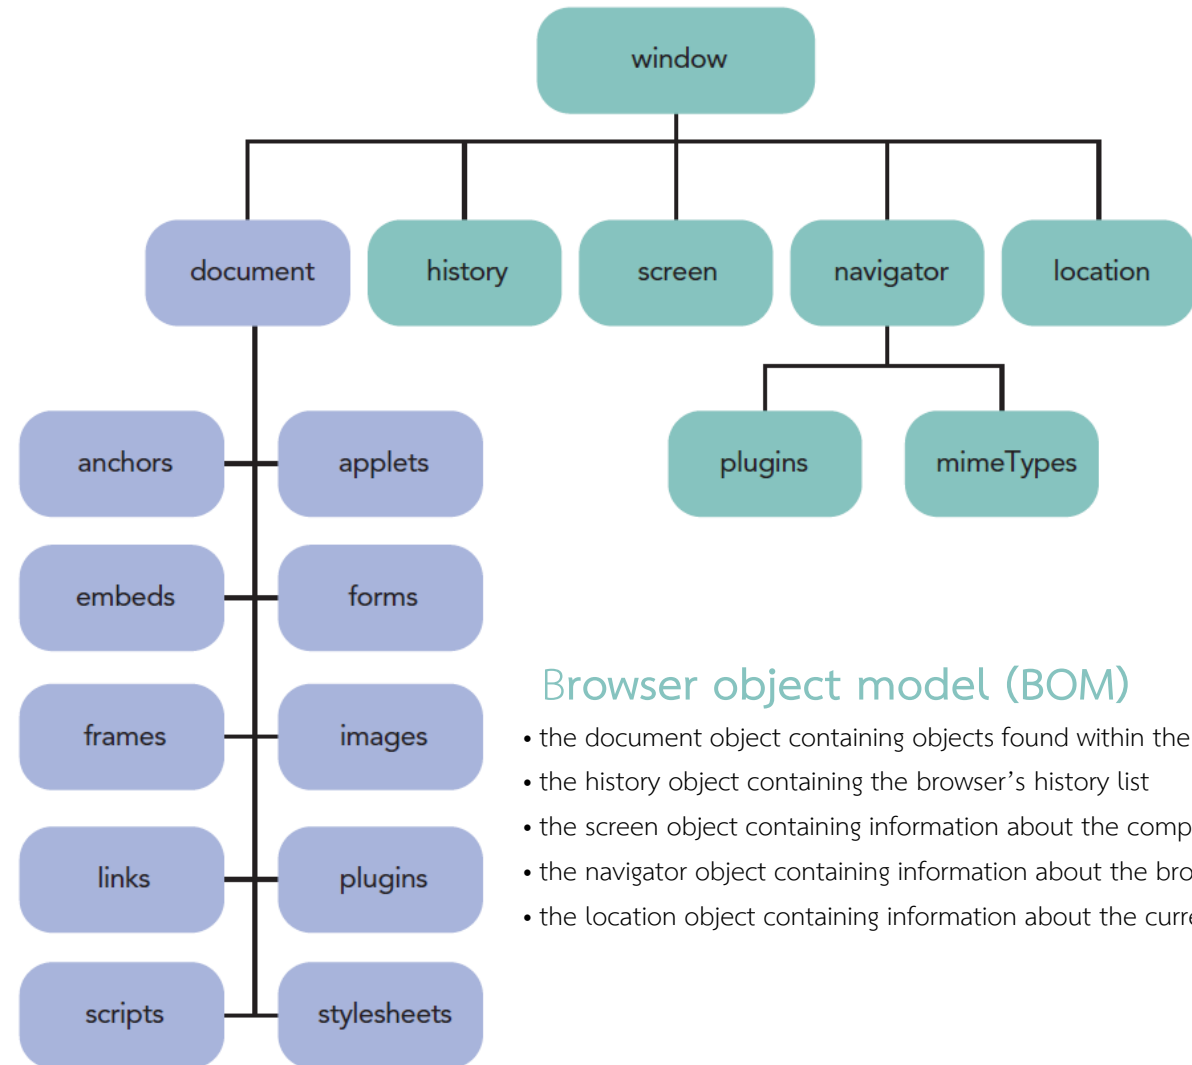 window
document history screen navigator location
plugins mimeTypes
anchors applets
embeds forms
frames images
links plugins
scripts stylesheets
Browser object model (BOM)
• the document object containing objects found within the
• the history object containing the browser's history list
• the screen object containing information about the comp
• the navigator object containing information about the bro
• the location object containing information about the curre